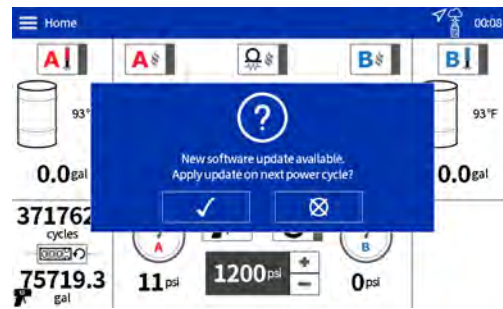 Home
00:08
A
A
B
B
93°
93°F
New software update available.
Apply update on next power cycle?
0.0gal
0.0gal
371762
cycles
A
B
75719.3
gal
11psi
1200psi
+
−
0psi